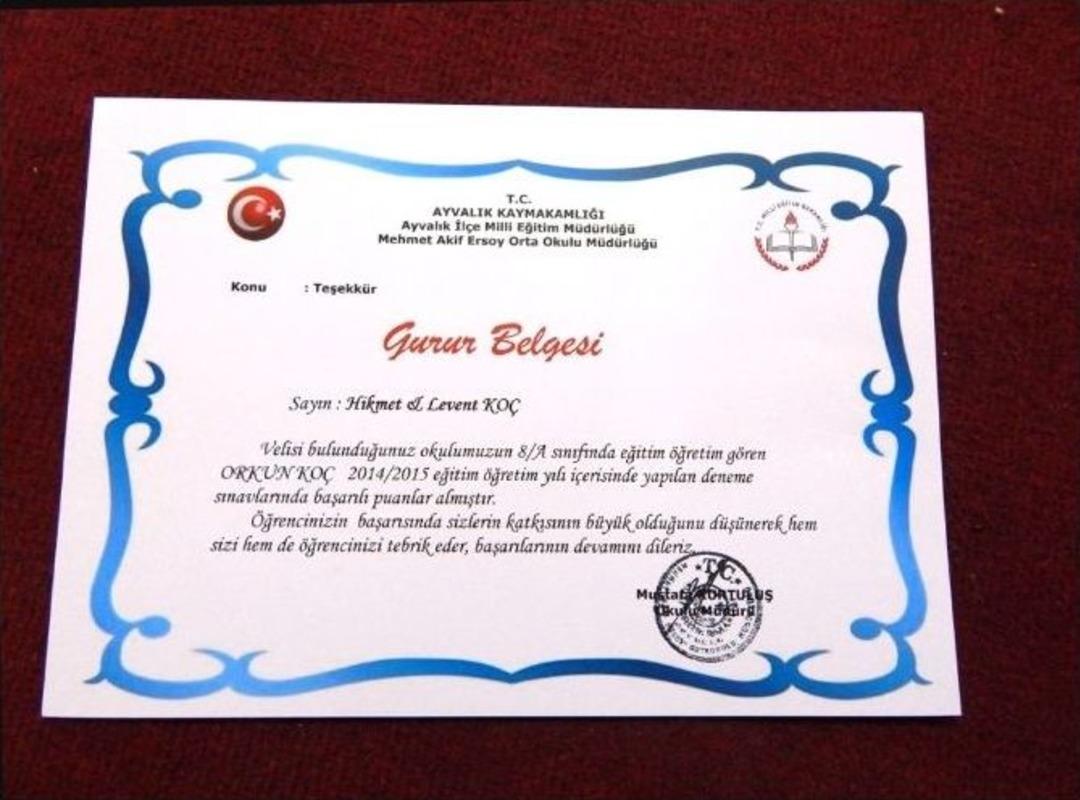 T.C.
AYVALIK KAYMAKAMLIĞI
Ayvalık İlçe Milli Eğitim Müdürlüğü
Mehmet Akif Ersoy Orta Okulu Müdürlüğü
Konu : Teşekkür
Gurur Belgesi
Sayın : Hikmet & Levent KOÇ
Velisi bulunduğunuz okulumuzun 8/A sınıfında eğitim öğretim gören
ORKUN KOÇ 2014/2015 eğitim öğretim yılı içerisinde yapılan deneme
sınavlarında başarılı puanlar almıştır.
Öğrencinizin başarısında sizlerin katkısının büyük olduğunu düşünerek hem
sizi hem de öğrencinizi tebrik eder, başarılarının devamını dileriz.
Mustafa KURTULUŞ
Okul Müdürü
T.C.